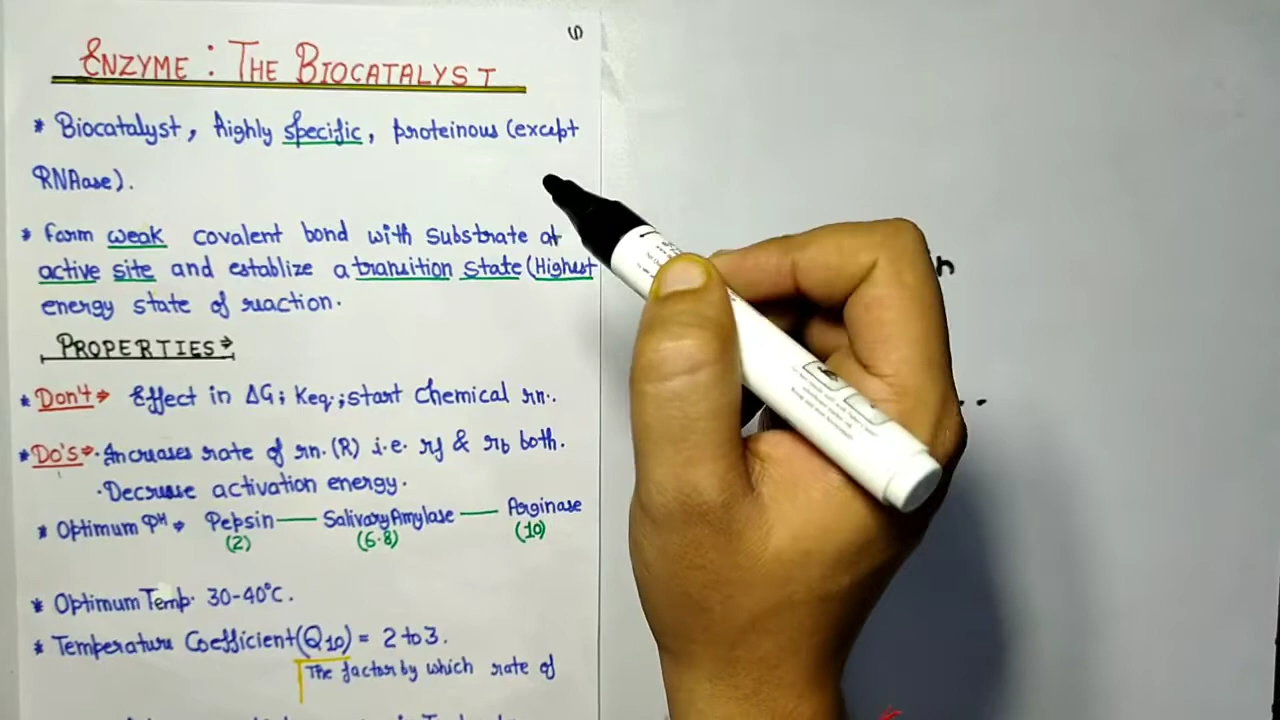 6
ENZYME : THE BIOCATALYST
* Biocatalyst, highly specific, proteinous (except
RNAase).
* form weak covalent bond with substrate at
active site and establize a transition state (Highest
energy state of reaction.
PROPERTIES→
* Don't → Effect in ΔG; Keq.; start chemical rn..
* Do's → · Increases rate of rn. (R) i.e. rf & rb both.
· Decrease activation energy.
* Optimum PH → Pepsin — Salivary Amylase — Arginase
(2) (6.8) (10)
* Optimum Temp. 30-40°C.
* Temperature Coefficient (Q10) = 2 to 3.
The factor by which rate of
n